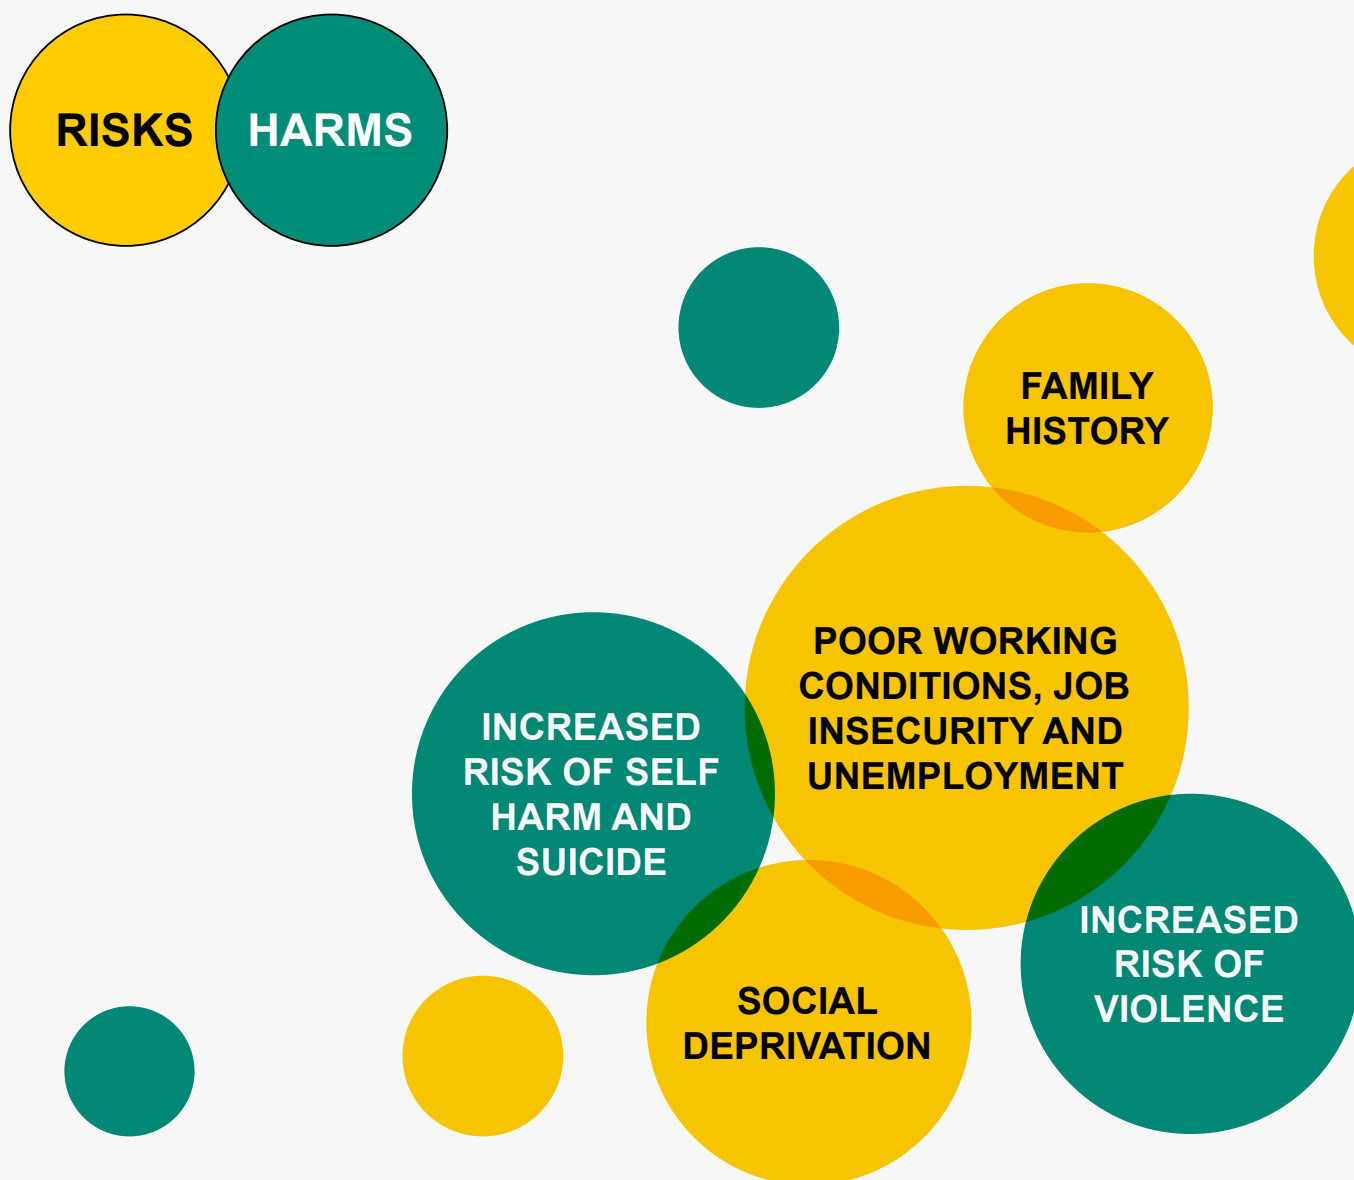 RISKS
HARMS
FAMILY
HISTORY
POOR WORKING
CONDITIONS, JOB
INSECURITY AND
UNEMPLOYMENT
INCREASED
RISK OF SELF
HARM AND
SUICIDE
INCREASED
RISK OF
VIOLENCE
SOCIAL
DEPRIVATION